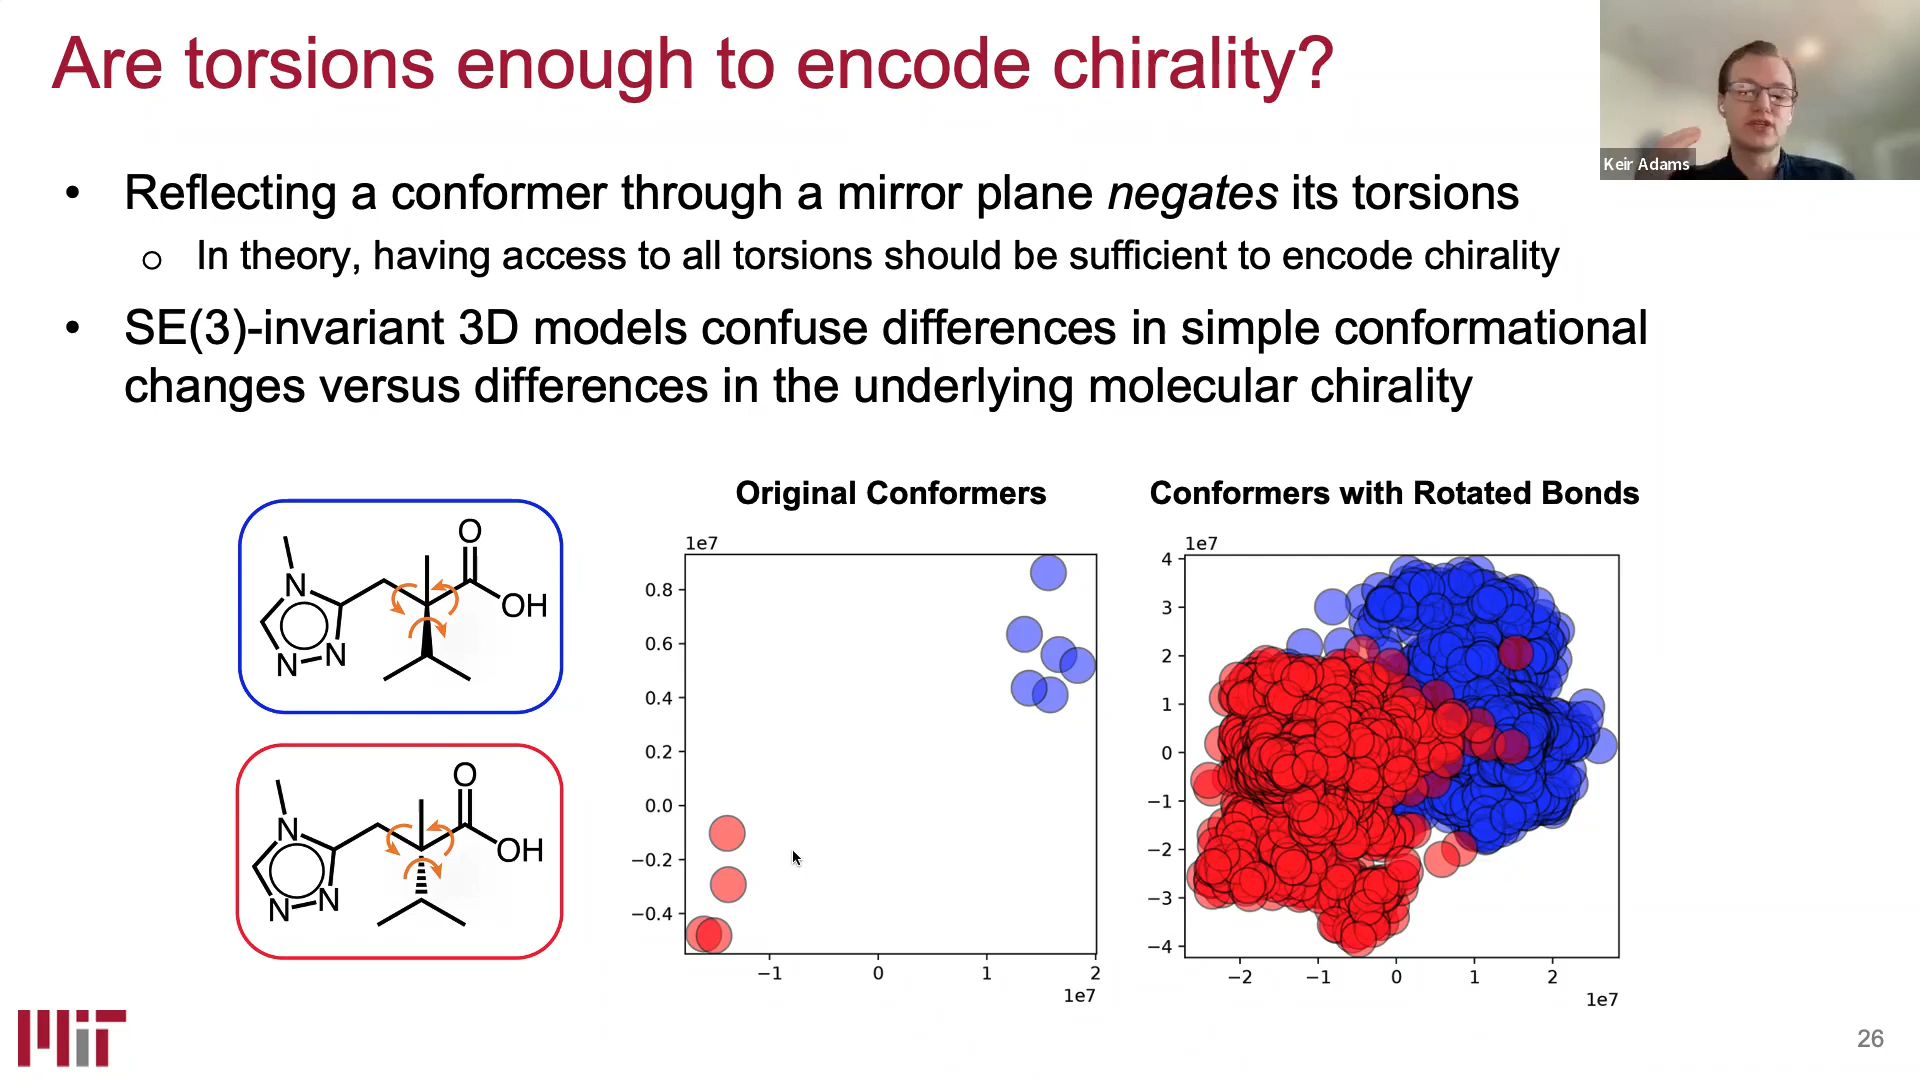 Are torsions enough to encode chirality?
Keir Adams
• Reflecting a conformer through a mirror plane negates its torsions
o In theory, having access to all torsions should be sufficient to encode chirality
• SE(3)-invariant 3D models confuse differences in simple conformational
changes versus differences in the underlying molecular chirality
O
N
OH
N N
O
N
OH
N N
Original Conformers
1e7
0.8
0.6
0.4
0.2
0.0
−0.2
−0.4
−1 0 1 2
1e7
Conformers with Rotated Bonds
1e7
4
3
2
1
0
−1
−2
−3
−4
−2 −1 0 1 2
1e7
MIT
26